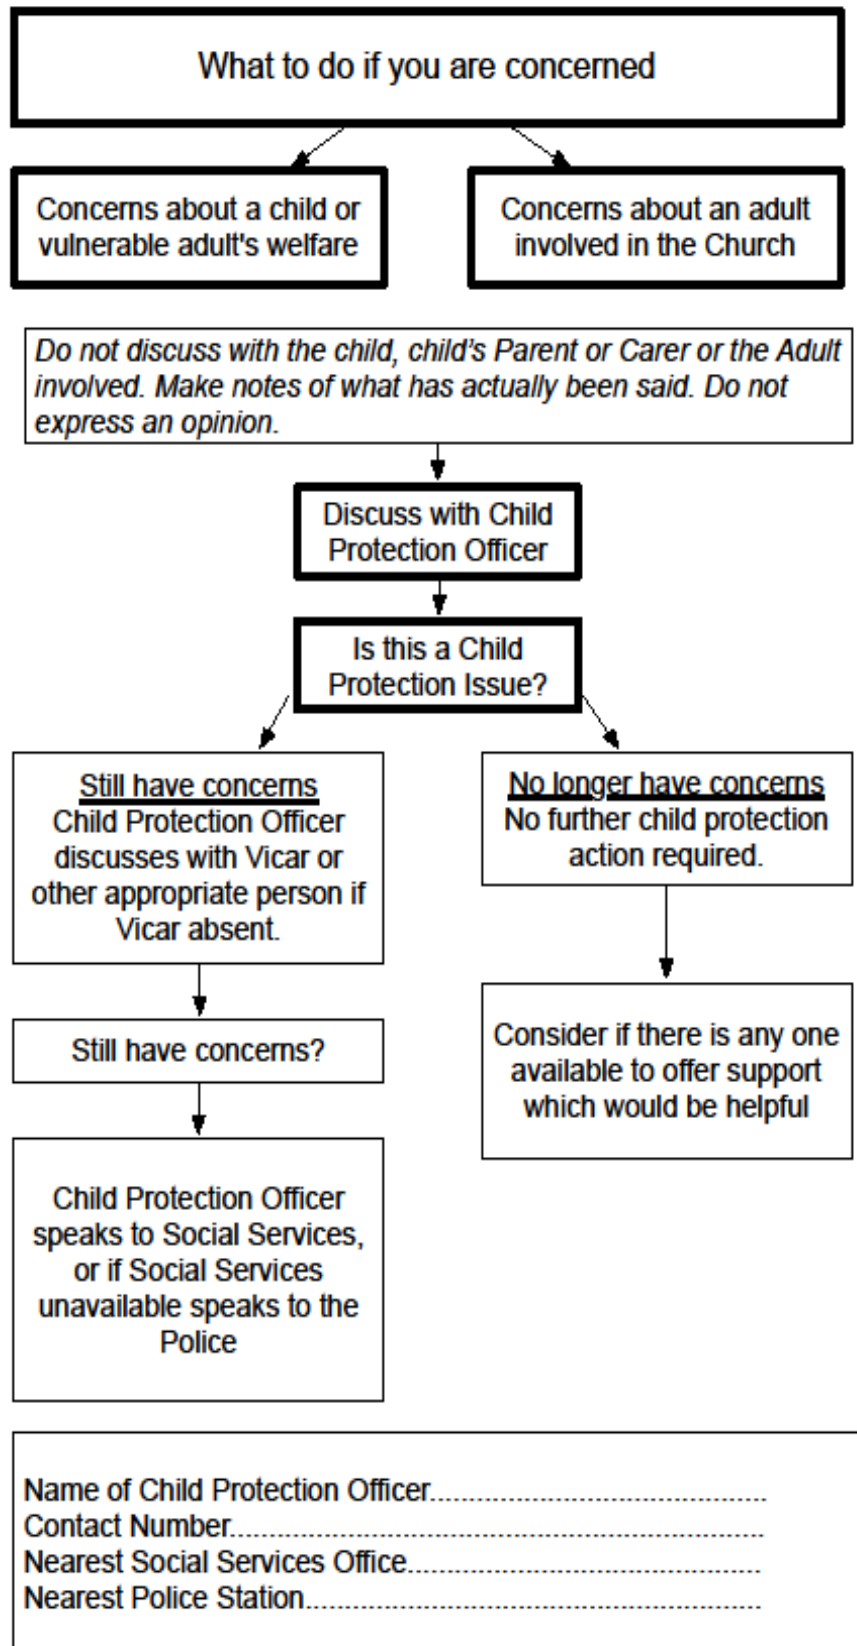 What to do if you are concerned
Concerns about a child or
vulnerable adult's welfare
Concerns about an adult
involved in the Church
Do not discuss with the child, child's Parent or Carer or the Adult
involved. Make notes of what has actually been said. Do not
express an opinion.
Discuss with Child
Protection Officer
Is this a Child
Protection Issue?
Still have concerns
Child Protection Officer
discusses with Vicar or
other appropriate person if
Vicar absent.
No longer have concerns
No further child protection
action required.
Still have concerns?
Consider if there is any one
available to offer support
which would be helpful
Child Protection Officer
speaks to Social Services,
or if Social Services
unavailable speaks to the
Police
Name of Child Protection Officer...........................................
Contact Number....................................................................
Nearest Social Services Office.............................................
Nearest Police Station..........................................................